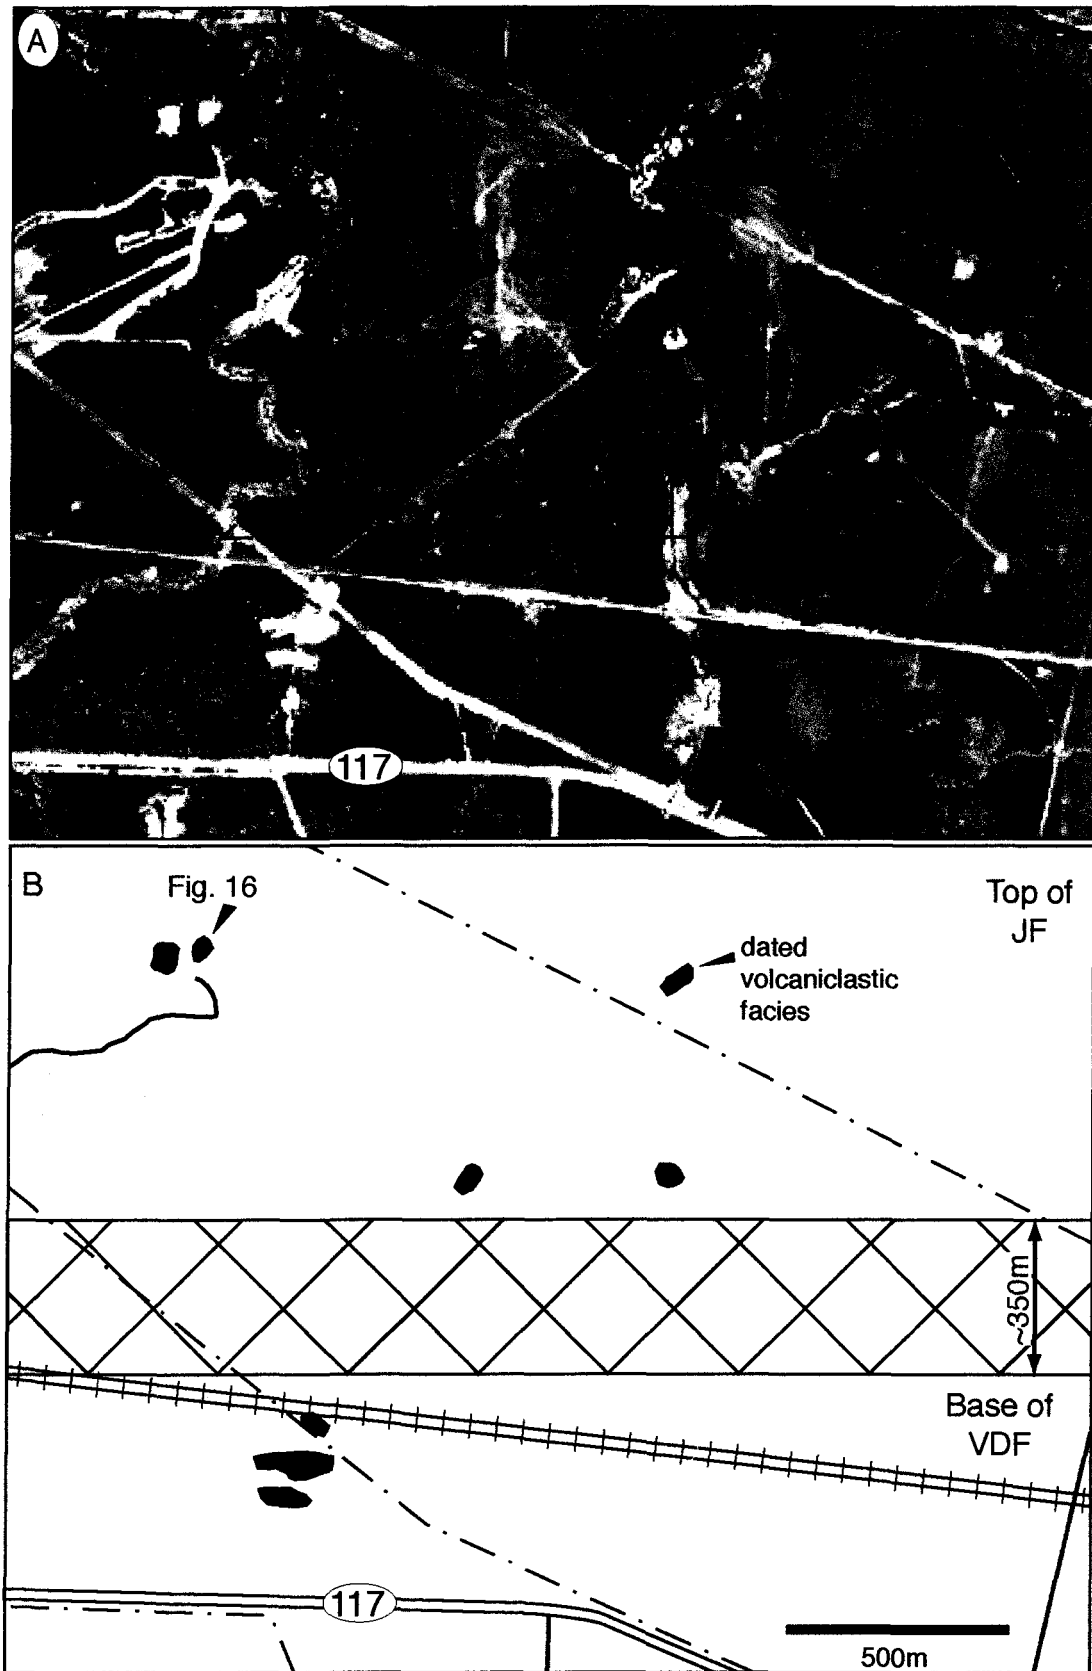 A
117
B
Fig. 16
Top of
JF
dated
volcaniclastic
facies
~350m
Base of
VDF
117
500m